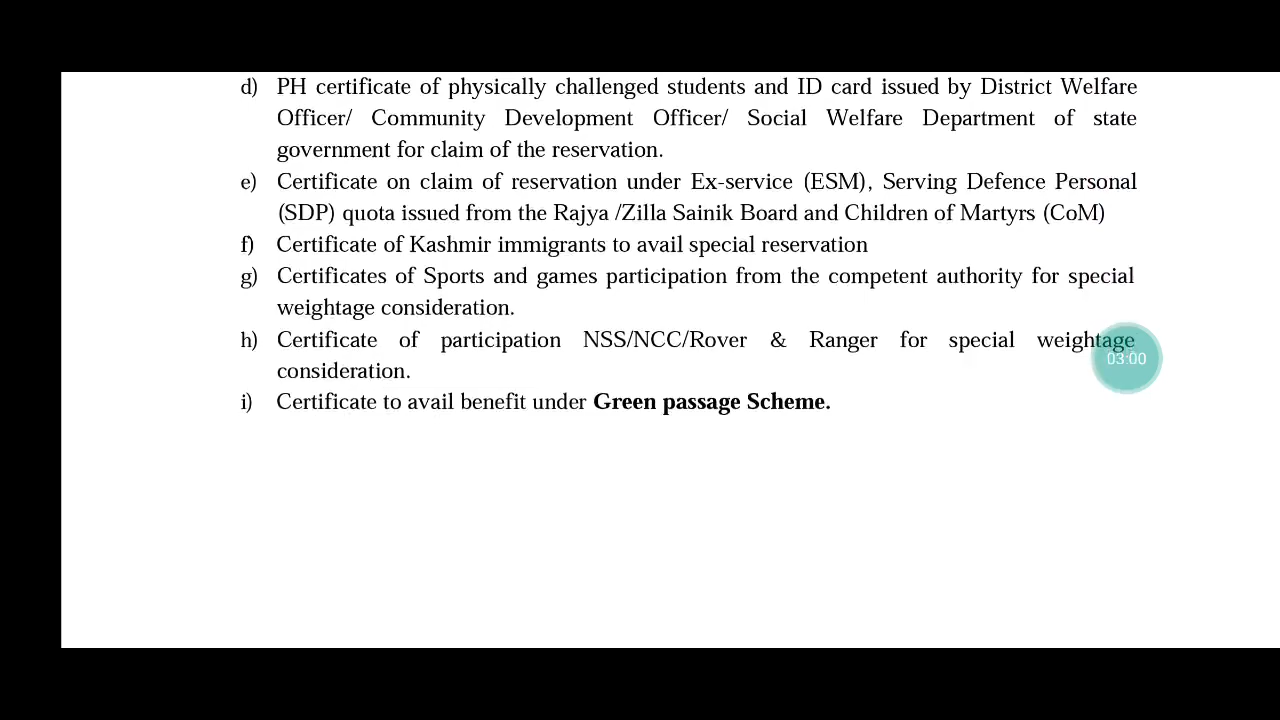 d) PH certificate of physically challenged students and ID card issued by District Welfare
Officer/ Community Development Officer/ Social Welfare Department of state
government for claim of the reservation.
e) Certificate on claim of reservation under Ex-service (ESM), Serving Defence Personal
(SDP) quota issued from the Rajya /Zilla Sainik Board and Children of Martyrs (CoM)
f) Certificate of Kashmir immigrants to avail special reservation
g) Certificates of Sports and games participation from the competent authority for special
weightage consideration.
h) Certificate of participation NSS/NCC/Rover & Ranger for special weightage
consideration.
03:00
i) Certificate to avail benefit under Green passage Scheme.